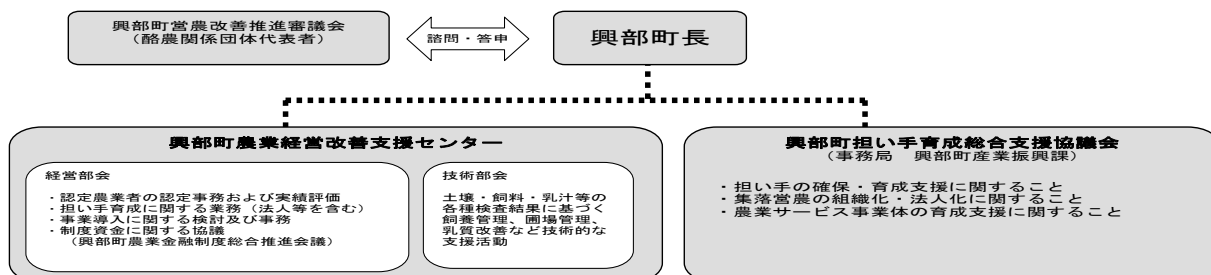 興部町営農改善推進審議会
（酪農関係団体代表者）
諮問・答申
興部町長
興部町農業経営改善支援センター
経営部会
・認定農業者の認定事務および実績評価
・担い手育成に関する業務（法人等を含む）
・事業導入に関する検討及び事務
・制度資金に関する協議
（興部町農業金融制度総合推進会議）
技術部会
土壌・飼料・乳汁等の
各種検査結果に基づく
飼養管理、圃場管理、
乳質改善など技術的な
支援活動
興部町担い手育成総合支援協議会
（事務局　興部町産業振興課）
・担い手の確保・育成支援に関すること
・集落営農の組織化・法人化に関すること
・農業サービス事業体の育成支援に関すること